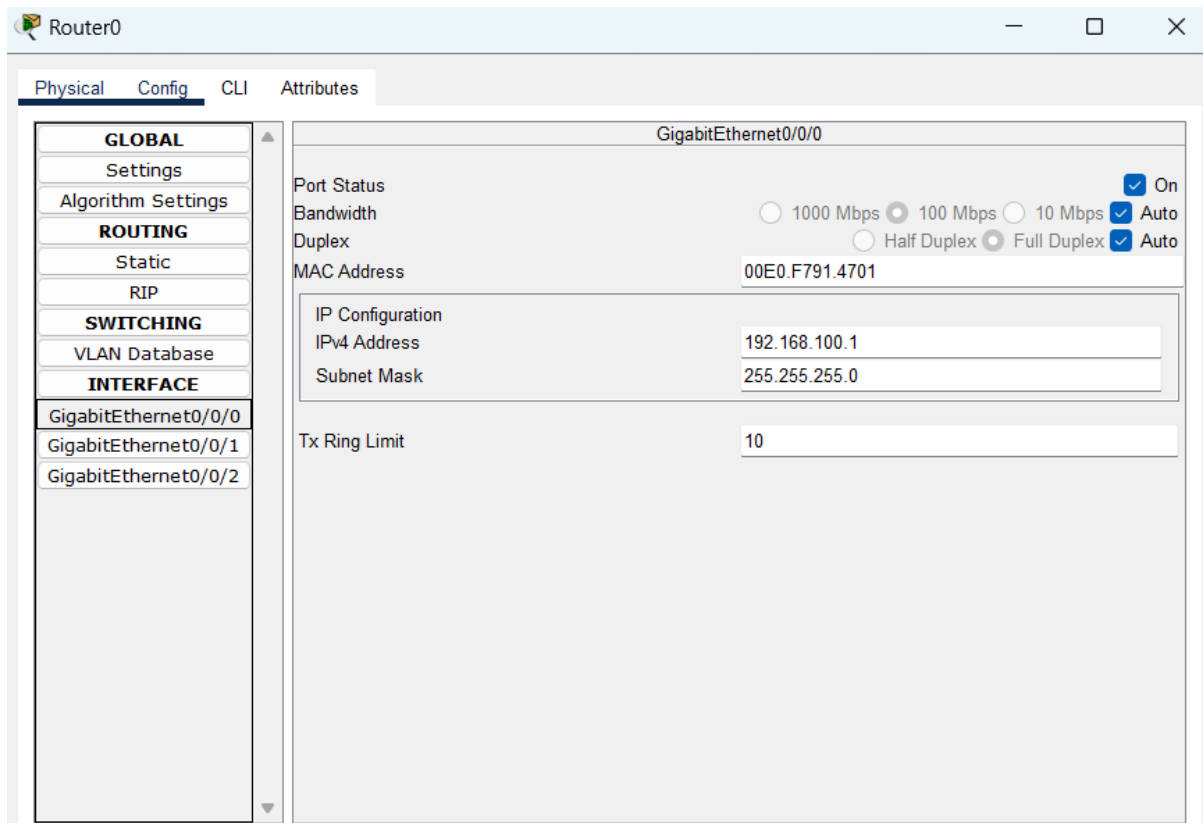 Router0
Physical Config CLI Attributes
GLOBAL
Settings
Algorithm Settings
ROUTING
Static
RIP
SWITCHING
VLAN Database
INTERFACE
GigabitEthernet0/0/0
GigabitEthernet0/0/1
GigabitEthernet0/0/2
GigabitEthernet0/0/0
Port Status On
Bandwidth 1000 Mbps 100 Mbps 10 Mbps Auto
Duplex Half Duplex Full Duplex Auto
MAC Address 00E0.F791.4701
IP Configuration
IPv4 Address 192.168.100.1
Subnet Mask 255.255.255.0
Tx Ring Limit 10